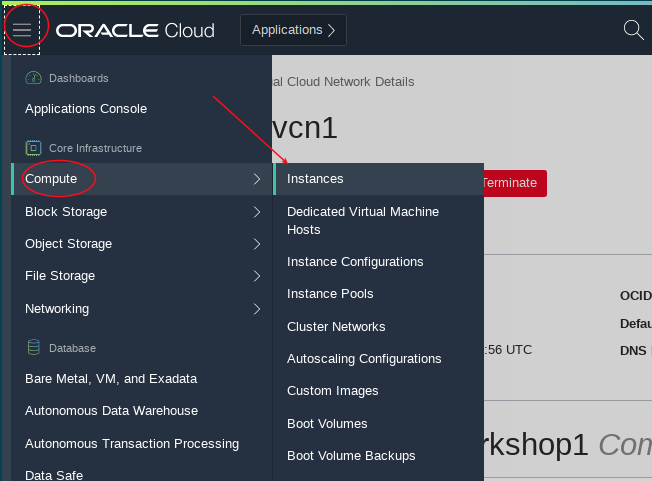 ORACLE Cloud
Applications
Dashboards
Applications Console
Core Infrastructure
Compute
Block Storage
Object Storage
File Storage
Networking
Database
Bare Metal, VM, and Exadata
Autonomous Data Warehouse
Autonomous Transaction Processing
Data Safe
Instances
Dedicated Virtual Machine
Hosts
Instance Configurations
Instance Pools
Cluster Networks
Autoscaling Configurations
Custom Images
Boot Volumes
Boot Volume Backups
al Cloud Network Details
vcn1
Terminate
OCID
Defau
:56 UTC
DNS
rkshop1 Com